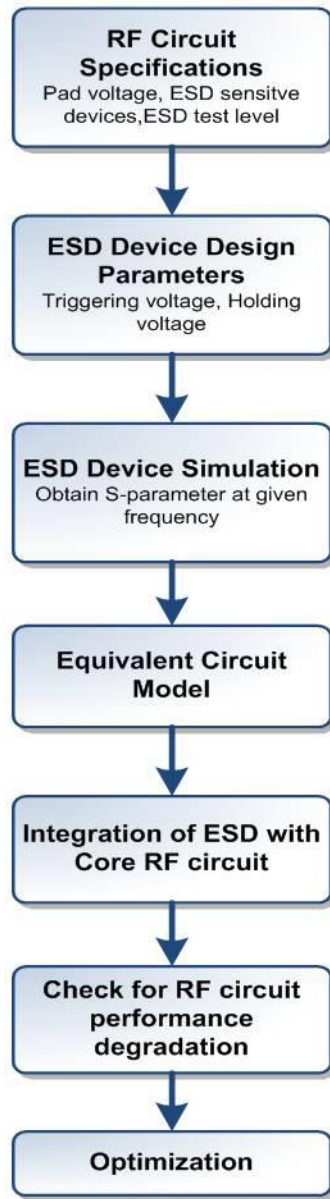 RF Circuit
Specifications
Pad voltage, ESD sensitve
devices,ESD test level
ESD Device Design
Parameters
Triggering voltage, Holding
voltage
ESD Device Simulation
Obtain S-parameter at given
frequency
Equivalent Circuit
Model
Integration of ESD with
Core RF circuit
Check for RF circuit
performance
degradation
Optimization